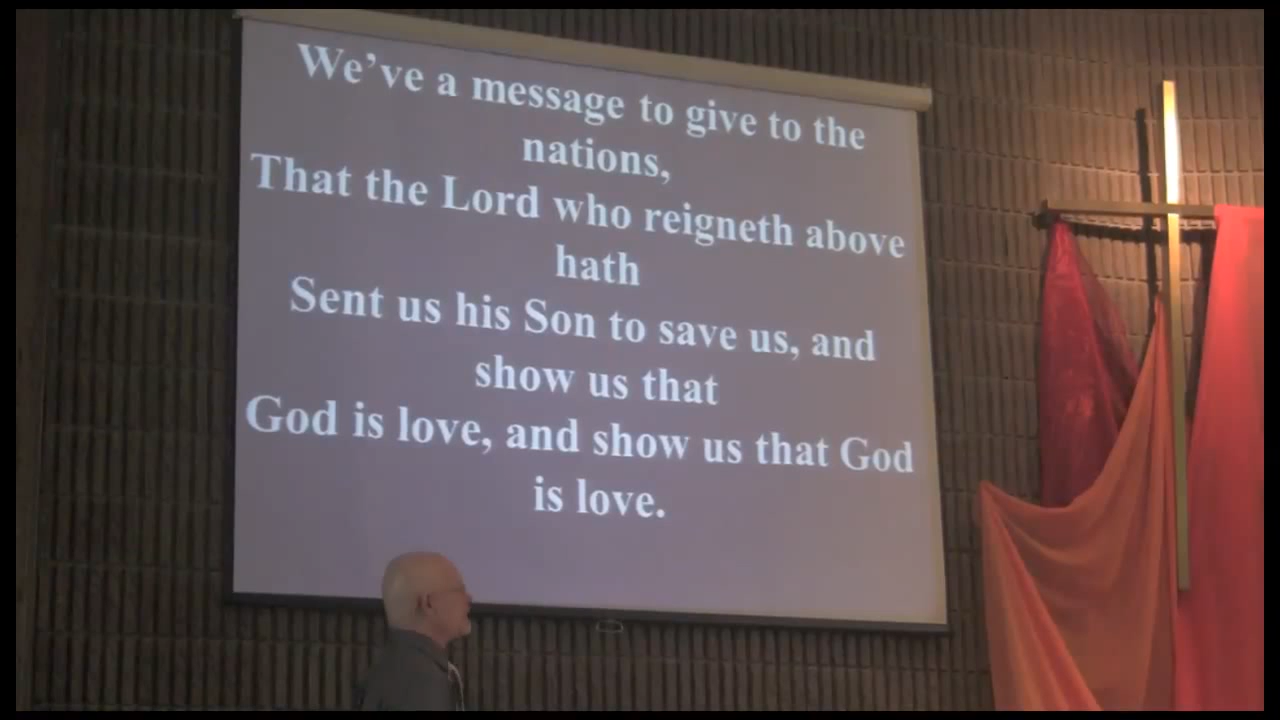 We've a message to give to the
nations,
That the Lord who reigneth above
hath
Sent us his Son to save us, and
show us that
God is love, and show us that God
is love.